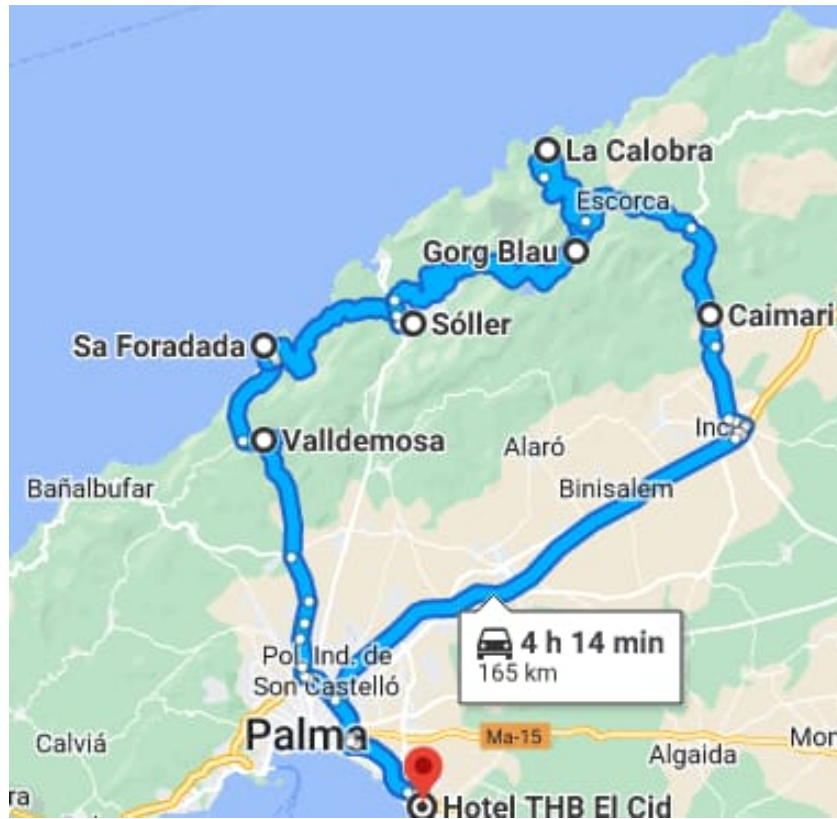 La Calobra
Escorca
Gorg Blau
Caimari
Sóller
Sa Foradada
Valldemosa
Alaró
Inc
Bañalbufar
Binisalem
4 h 14 min
165 km
Pol. Ind. de
Son Castelló
Palma
Ma-15
Calviá
Algaida
Mon
ra
Hotel THB El Cid